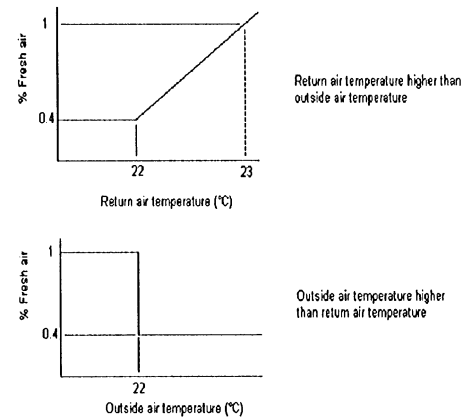 1
% Fresh air
0.4
22
23
Return air temperature (°C)
Return air temperature higher than
outside air temperature
1
% Fresh air
0.4
22
Outside air temperature (°C)
Outside air temperature higher
than return air temperature